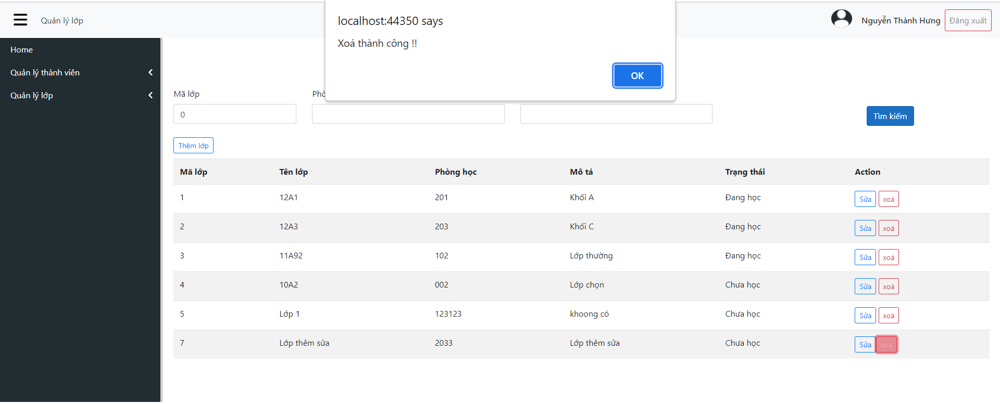 Quản lý lớp
localhost:44350 says
Xoá thành công !!
OK
Nguyễn Thành Hưng
Đăng xuất
Home
Quản lý thành viên
Quản lý lớp
Mã lớp
0
Tìm kiếm
Thêm lớp
Mã lớp Tên lớp Phòng học Mô tả Trạng thái Action
1 12A1 201 Khối A Đang học Sửa xoá
2 12A3 203 Khối C Đang học Sửa xoá
3 11A92 102 Lớp thường Đang học Sửa xoá
4 10A2 002 Lớp chọn Chưa học Sửa xoá
5 Lớp 1 123123 khoong có Chưa học Sửa xoá
7 Lớp thêm sửa 2033 Lớp thêm sửa Chưa học Sửa xoá